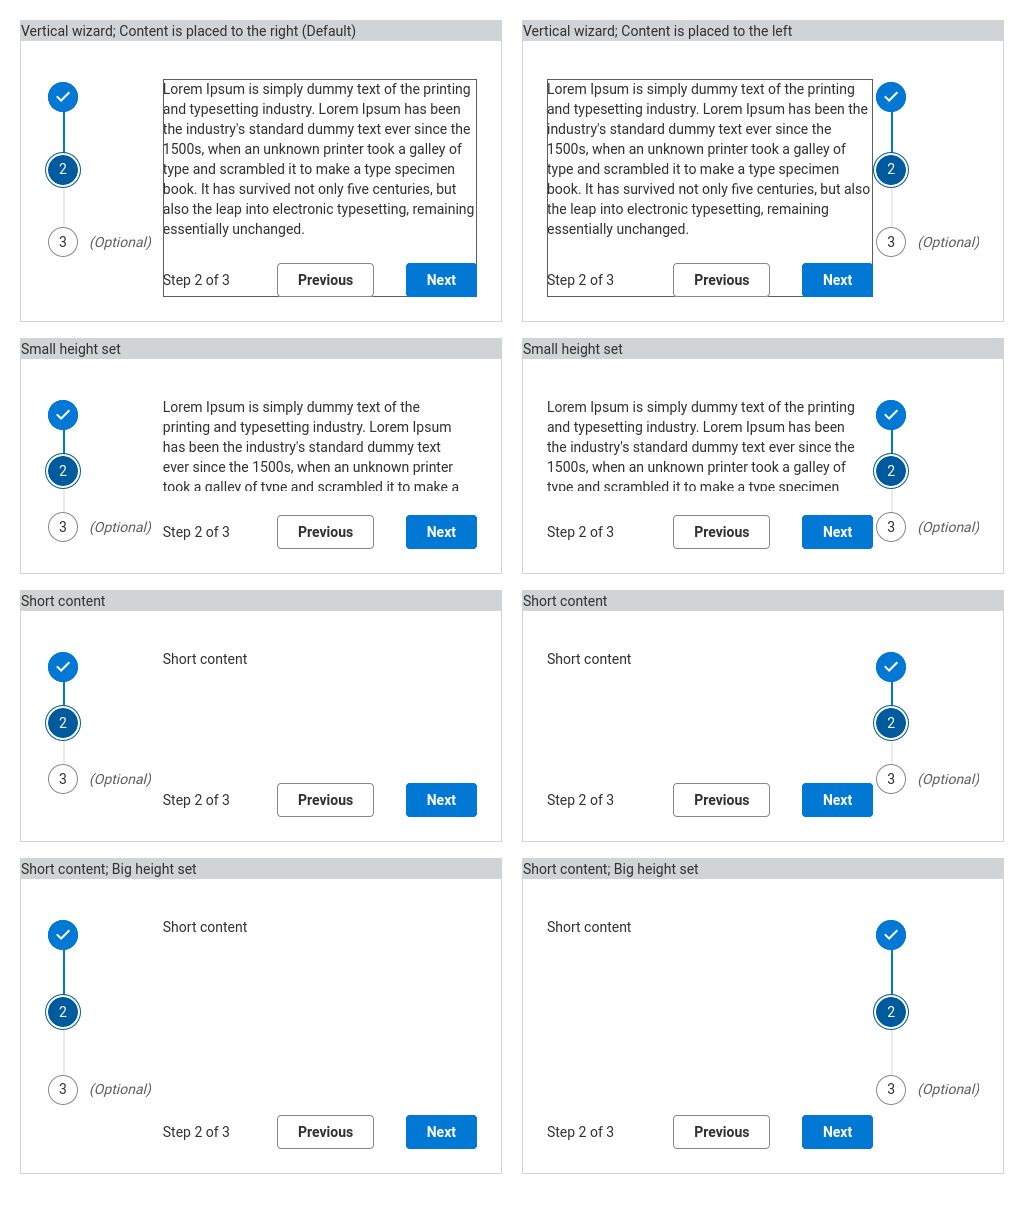 Vertical wizard; Content is placed to the right (Default)
Lorem Ipsum is simply dummy text of the printing
and typesetting industry. Lorem Ipsum has been
the industry's standard dummy text ever since the
1500s, when an unknown printer took a galley of
type and scrambled it to make a type specimen
book. It has survived not only five centuries, but
also the leap into electronic typesetting, remaining
essentially unchanged.
2
3 (Optional)
Step 2 of 3 Previous Next
Vertical wizard; Content is placed to the left
Lorem Ipsum is simply dummy text of the printing
and typesetting industry. Lorem Ipsum has been the
industry's standard dummy text ever since the
1500s, when an unknown printer took a galley of
type and scrambled it to make a type specimen
book. It has survived not only five centuries, but also
the leap into electronic typesetting, remaining
essentially unchanged.
2
3 (Optional)
Step 2 of 3 Previous Next
Small height set
Lorem Ipsum is simply dummy text of the
printing and typesetting industry. Lorem Ipsum
has been the industry's standard dummy text
ever since the 1500s, when an unknown printer
took a galley of type and scrambled it to make a
2
3 (Optional)
Step 2 of 3 Previous Next
Small height set
Lorem Ipsum is simply dummy text of the printing
and typesetting industry. Lorem Ipsum has been
the industry's standard dummy text ever since the
1500s, when an unknown printer took a galley of
type and scrambled it to make a type specimen
2
3 (Optional)
Step 2 of 3 Previous Next
Short content
Short content
2
3 (Optional)
Step 2 of 3 Previous Next
Short content
Short content
2
3 (Optional)
Step 2 of 3 Previous Next
Short content; Big height set
Short content
2
3 (Optional)
Step 2 of 3 Previous Next
Short content; Big height set
Short content
2
3 (Optional)
Step 2 of 3 Previous Next